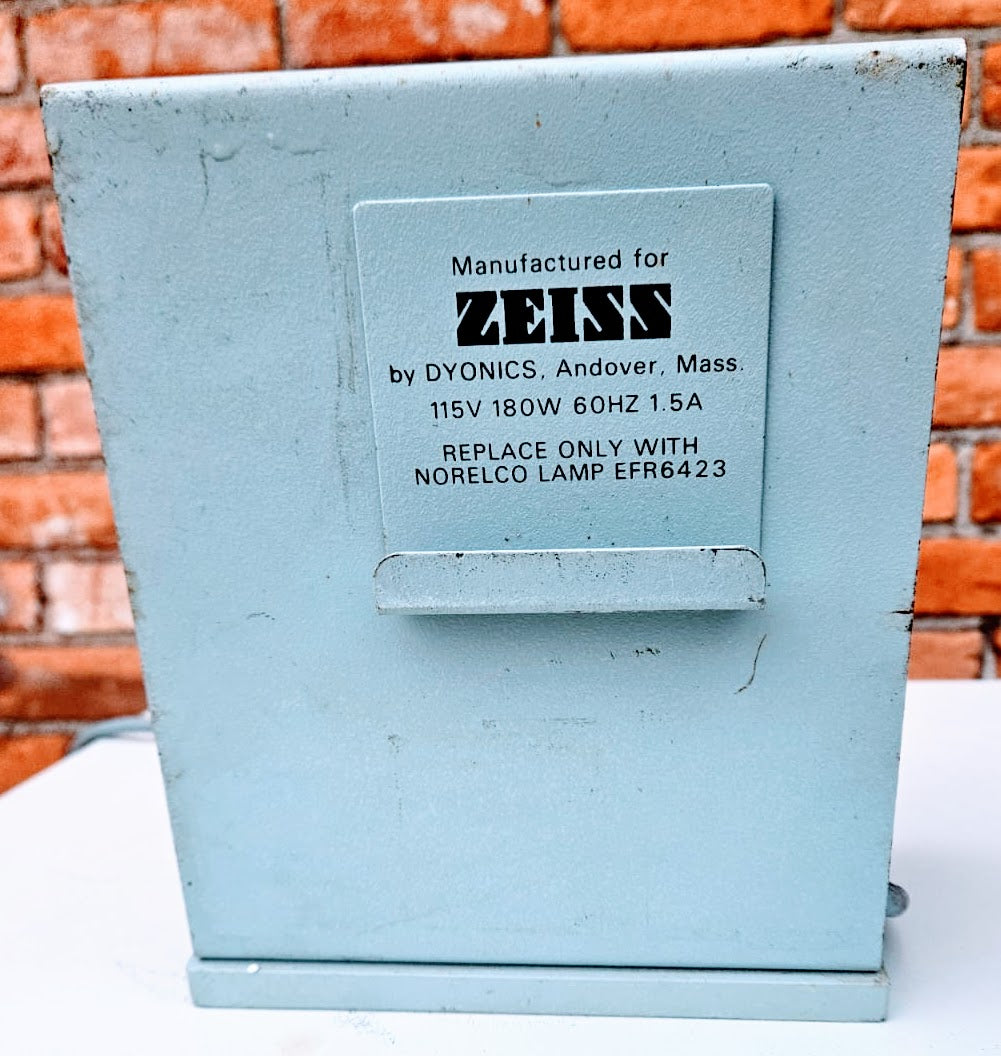 Manufactured for
ZEISS
by DYONICS, Andover, Mass.
115V 180W 60HZ 1.5A
REPLACE ONLY WITH
NORELCO LAMP EFR6423